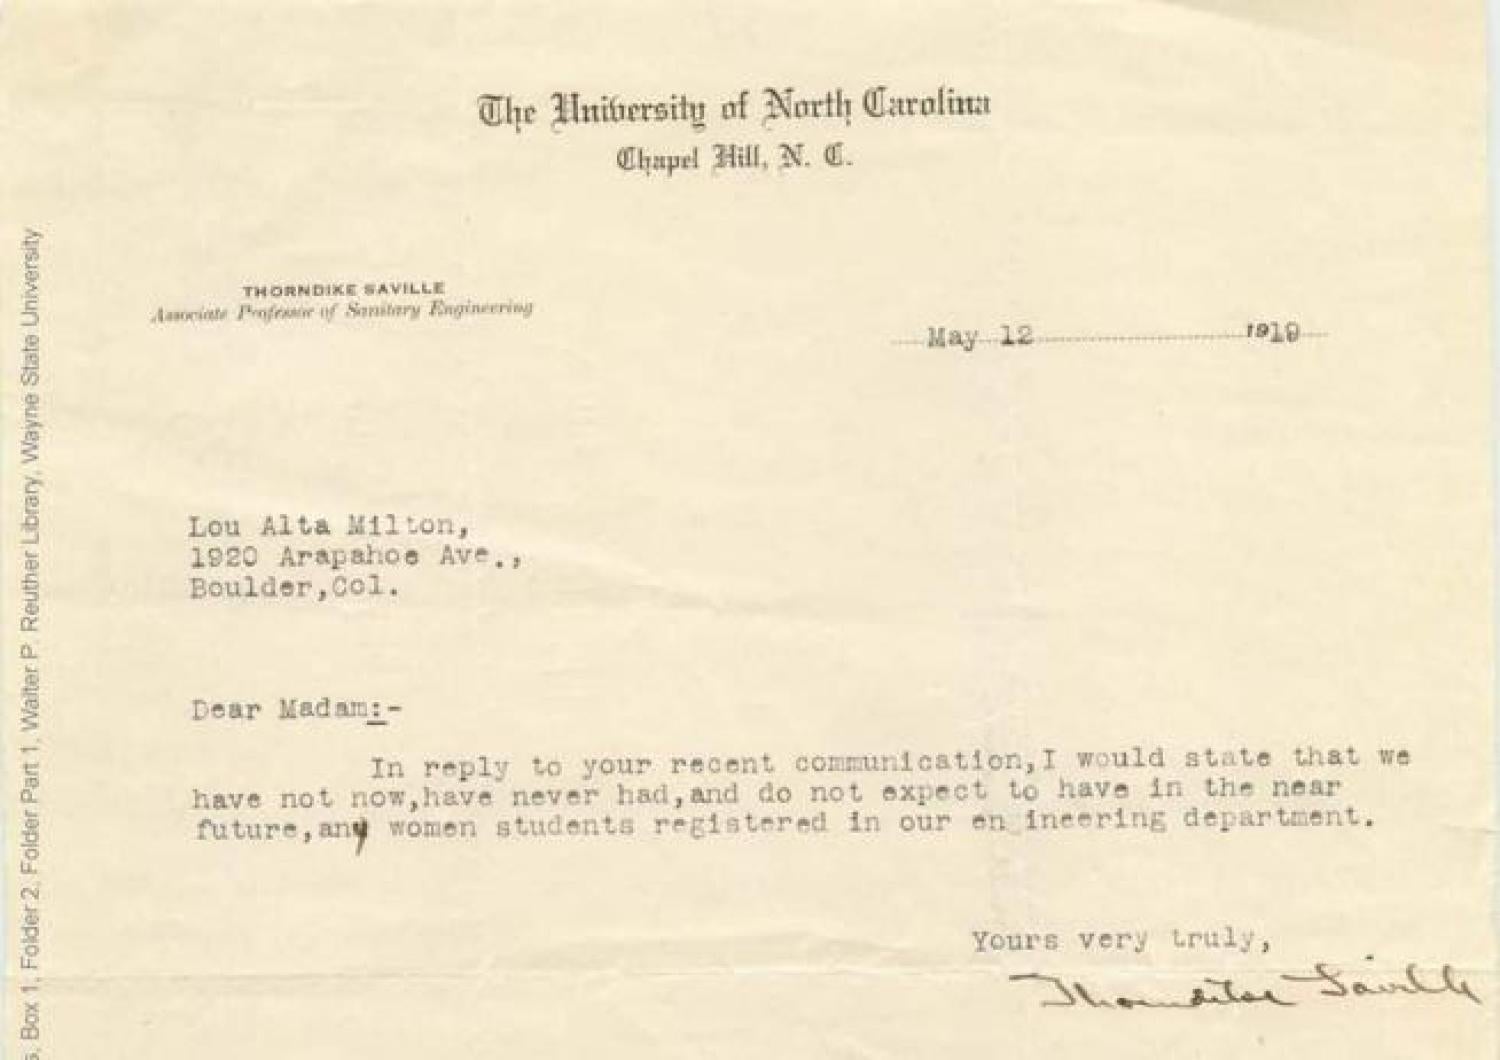 The University of North Carolina
Chapel Hill, N. C.
THORNDIKE SAVILLE
Associate Professor of Sanitary Engineering
May 12 1919
Lou Alta Milton,
1920 Arapahoe Ave.,
Boulder,Col.
Dear Madam:-
In reply to your recent communication,I would state that we
have not now,have never had,and do not expect to have in the near
future,any women students registered in our en ineering department.
Yours very truly,
Thorndike Saville
s, Box 1, Folder 2, Folder Part 1, Walter P. Reuther Library, Wayne State University